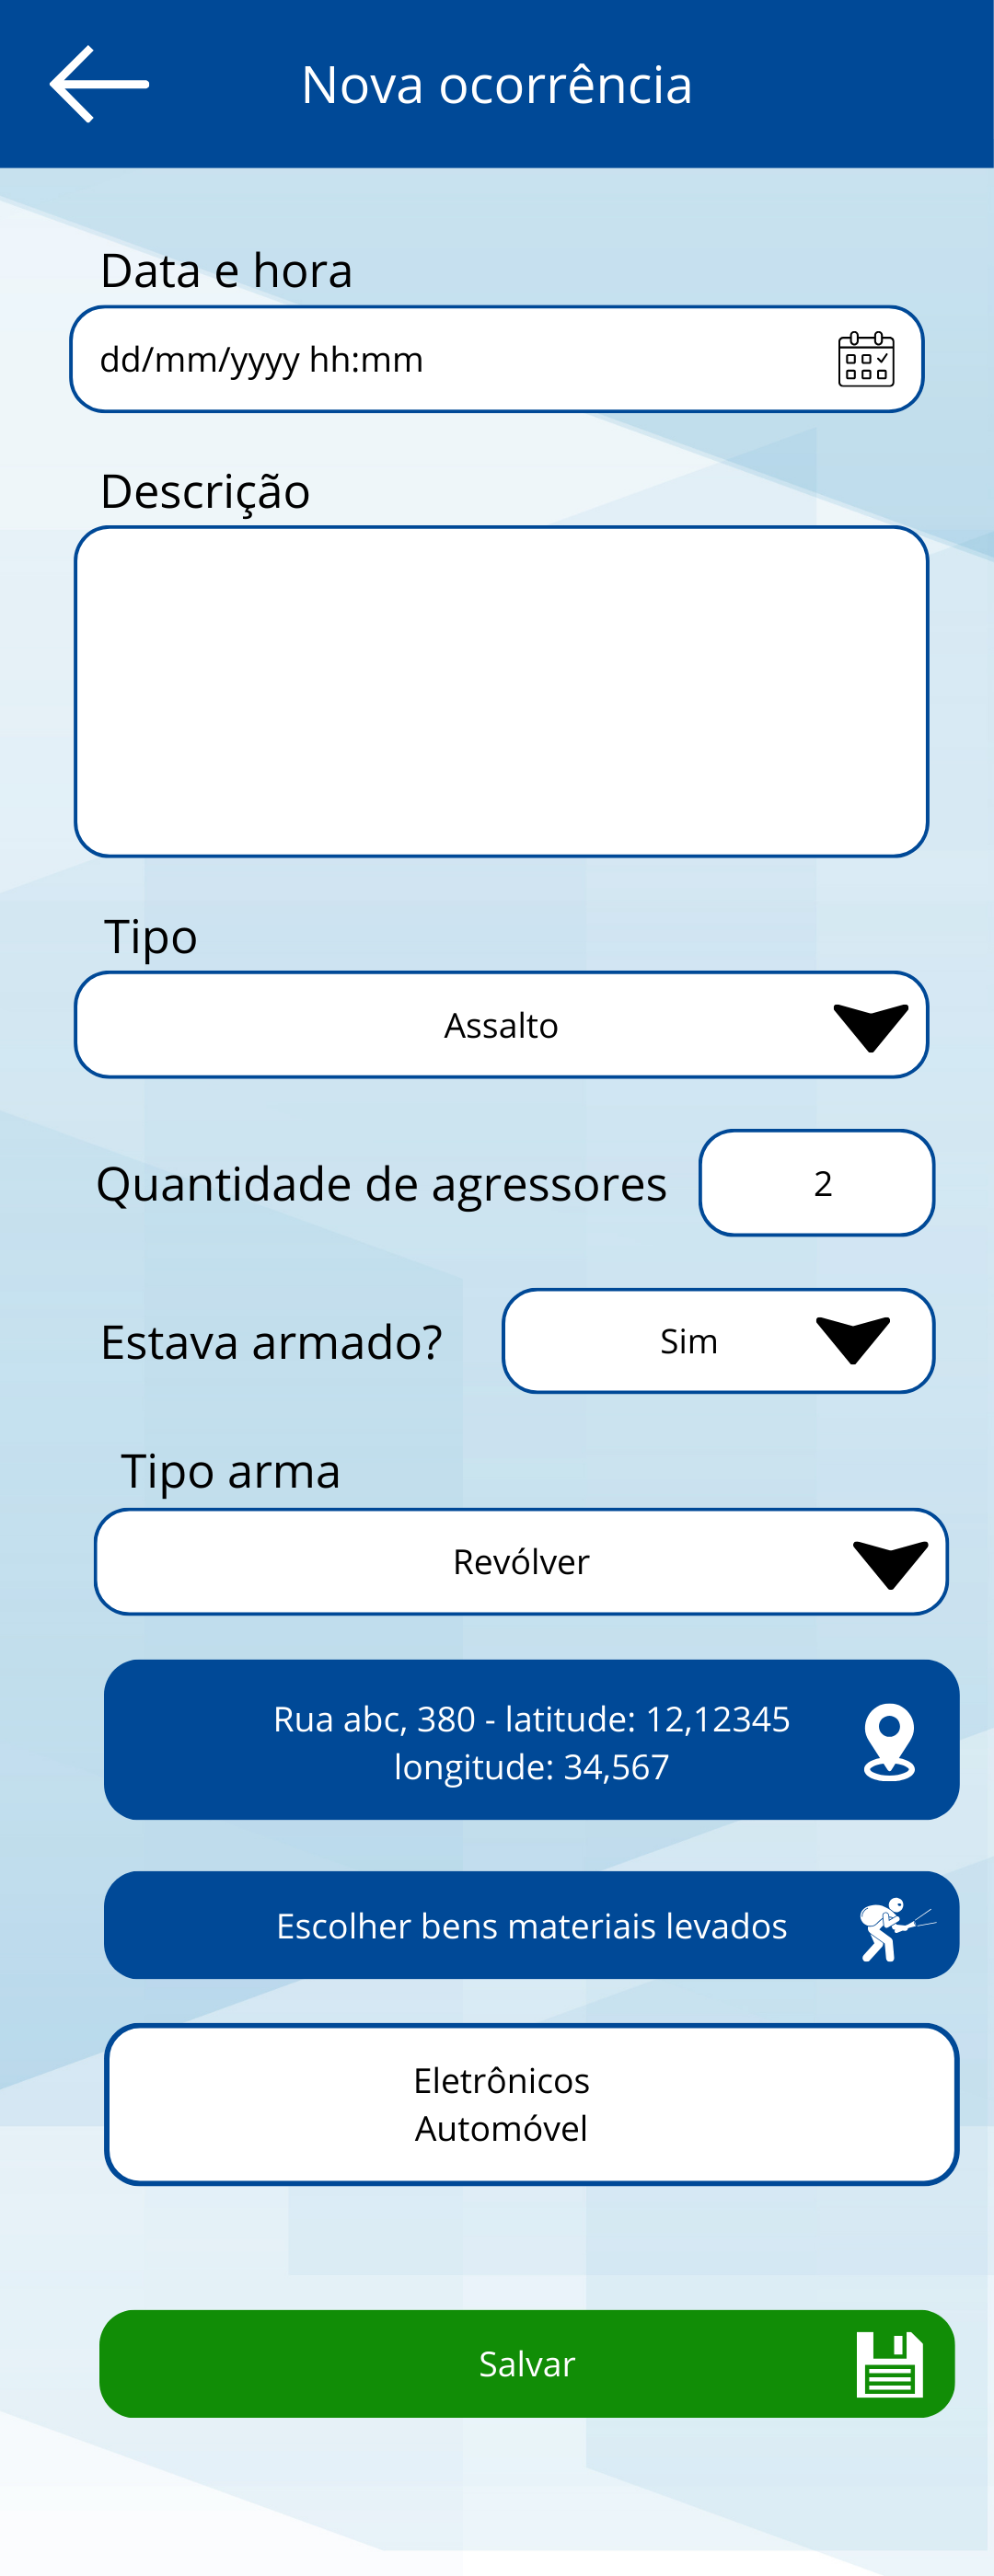 Nova ocorrência
Data e hora
dd/mm/yyyy hh:mm
Descrição
Tipo
Assalto
Quantidade de agressores
2
Estava armado?
Sim
Tipo arma
Revólver
Rua abc, 380 - latitude: 12,12345
longitude: 34,567
Escolher bens materiais levados
Eletrônicos
Automóvel
Salvar